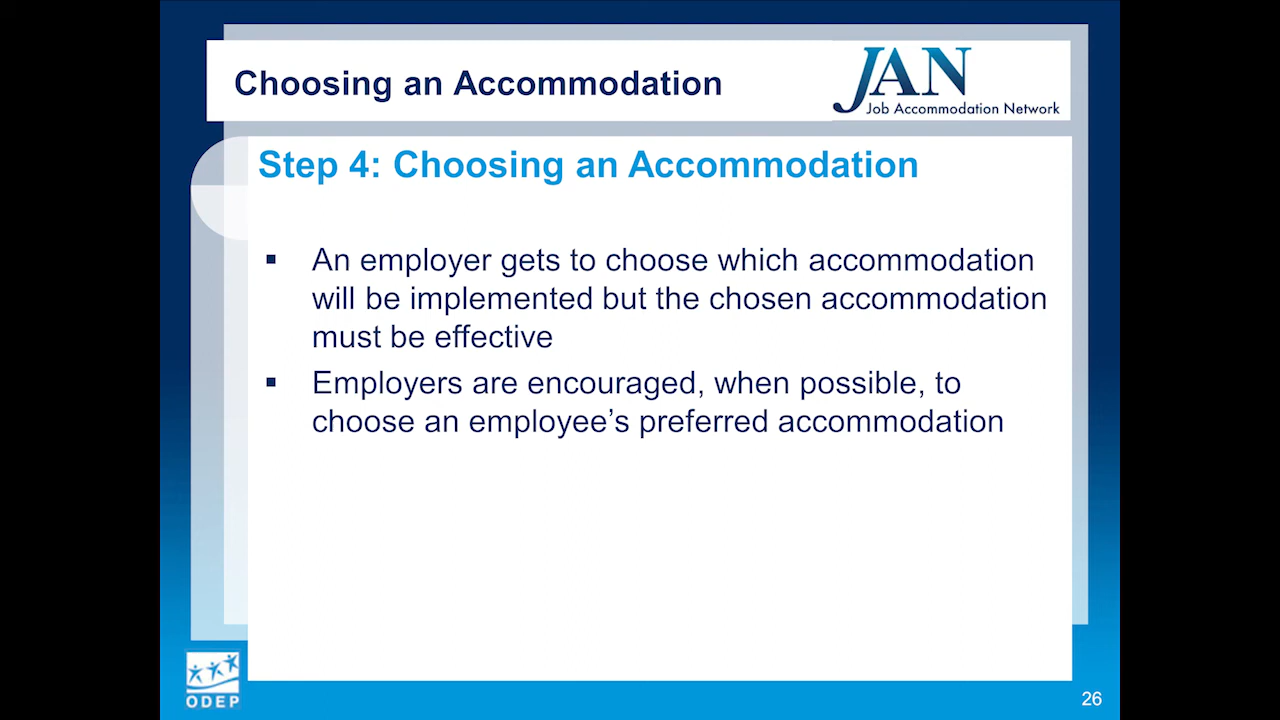 Choosing an Accommodation
JAN
Job Accommodation Network
Step 4: Choosing an Accommodation
▪ An employer gets to choose which accommodation
will be implemented but the chosen accommodation
must be effective
▪ Employers are encouraged, when possible, to
choose an employee’s preferred accommodation
ODEP
26